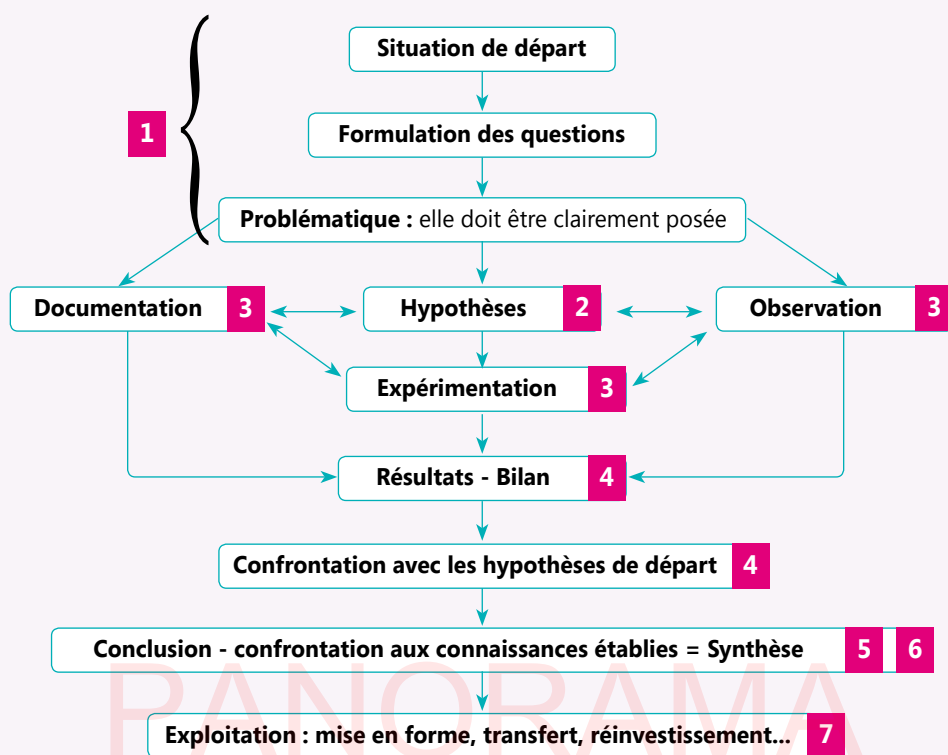 Situation de départ
1
Formulation des questions
Problématique : elle doit être clairement posée
Documentation 3
Hypothèses 2
Observation 3
Expérimentation 3
Résultats - Bilan 4
Confrontation avec les hypothèses de départ 4
Conclusion - confrontation aux connaissances établies = Synthèse 5 6
PANORAMA
Exploitation : mise en forme, transfert, réinvestissement... 7